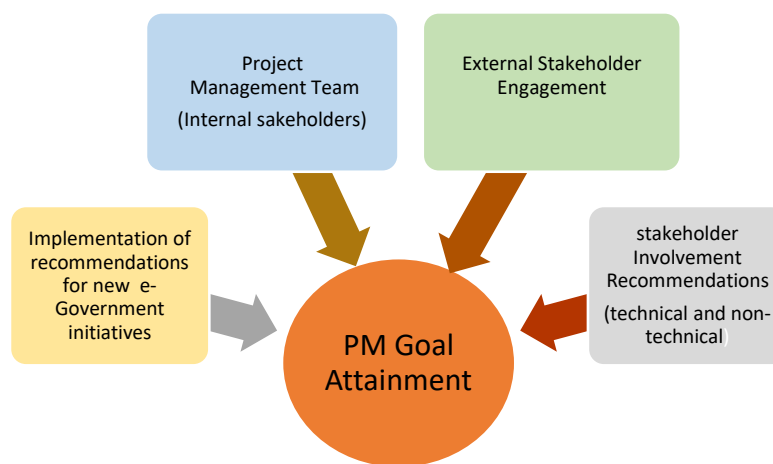 Project
Management Team
(Internal sakeholders)
External Stakeholder
Engagement
Implementation of
recommendations
for new e-
Government
initiatives
stakeholder
Involvement
Recommendations
(technical and non-
technical)
PM Goal
Attainment